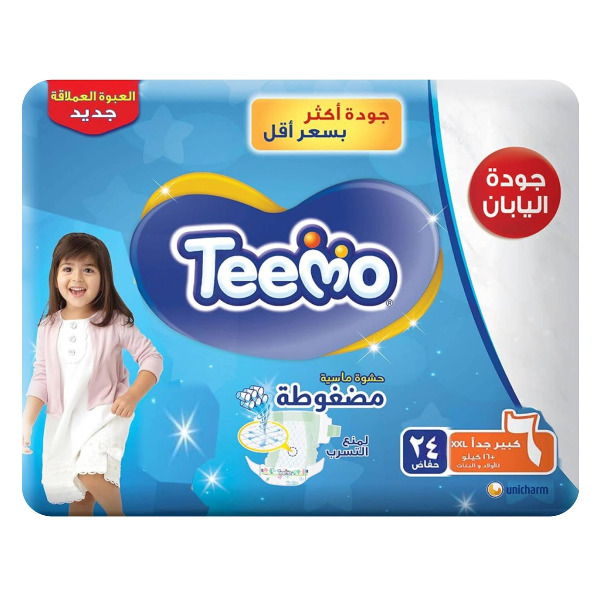 العبوة العملاقة
جديد
جودة أكثر
بسعر أقل
جودة
اليابان
Teemo
®
حشوة ماسية
مضغوطة
لمنع
التسرب
٢٤
حفاض
كبير جداً XXL
+١٦ كيلو
للأولاد و البنات
٦
unicharm